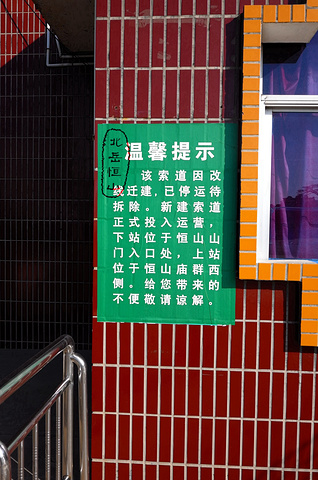 北岳恒山
温馨提示
该索道因改
线迁建,已停运待
拆除。新建索道
正式投入运营,
下站位于恒山山
门入口处,上站
位于恒山庙群西
侧。给您带来的
不便敬请谅解。